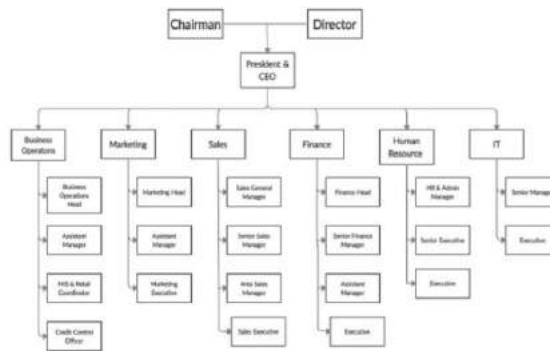 Chairman
Director
President &
CEO
Business
Operations
Marketing
Sales
Finance
Human
Resource
IT
Business
Operations
Head
Marketing Head
Sales General
Manager
Finance Head
HR & Admin
Manager
Senior Manager
Assistant
Manager
Assistant
Manager
Senior Sales
Manager
Senior Finance
Manager
Senior Executive
Executive
MIS & Retail
Coordinator
Marketing
Executive
Area Sales
Manager
Assistant
Manager
Executive
Credit Control
Officer
Sales Executive
Executive